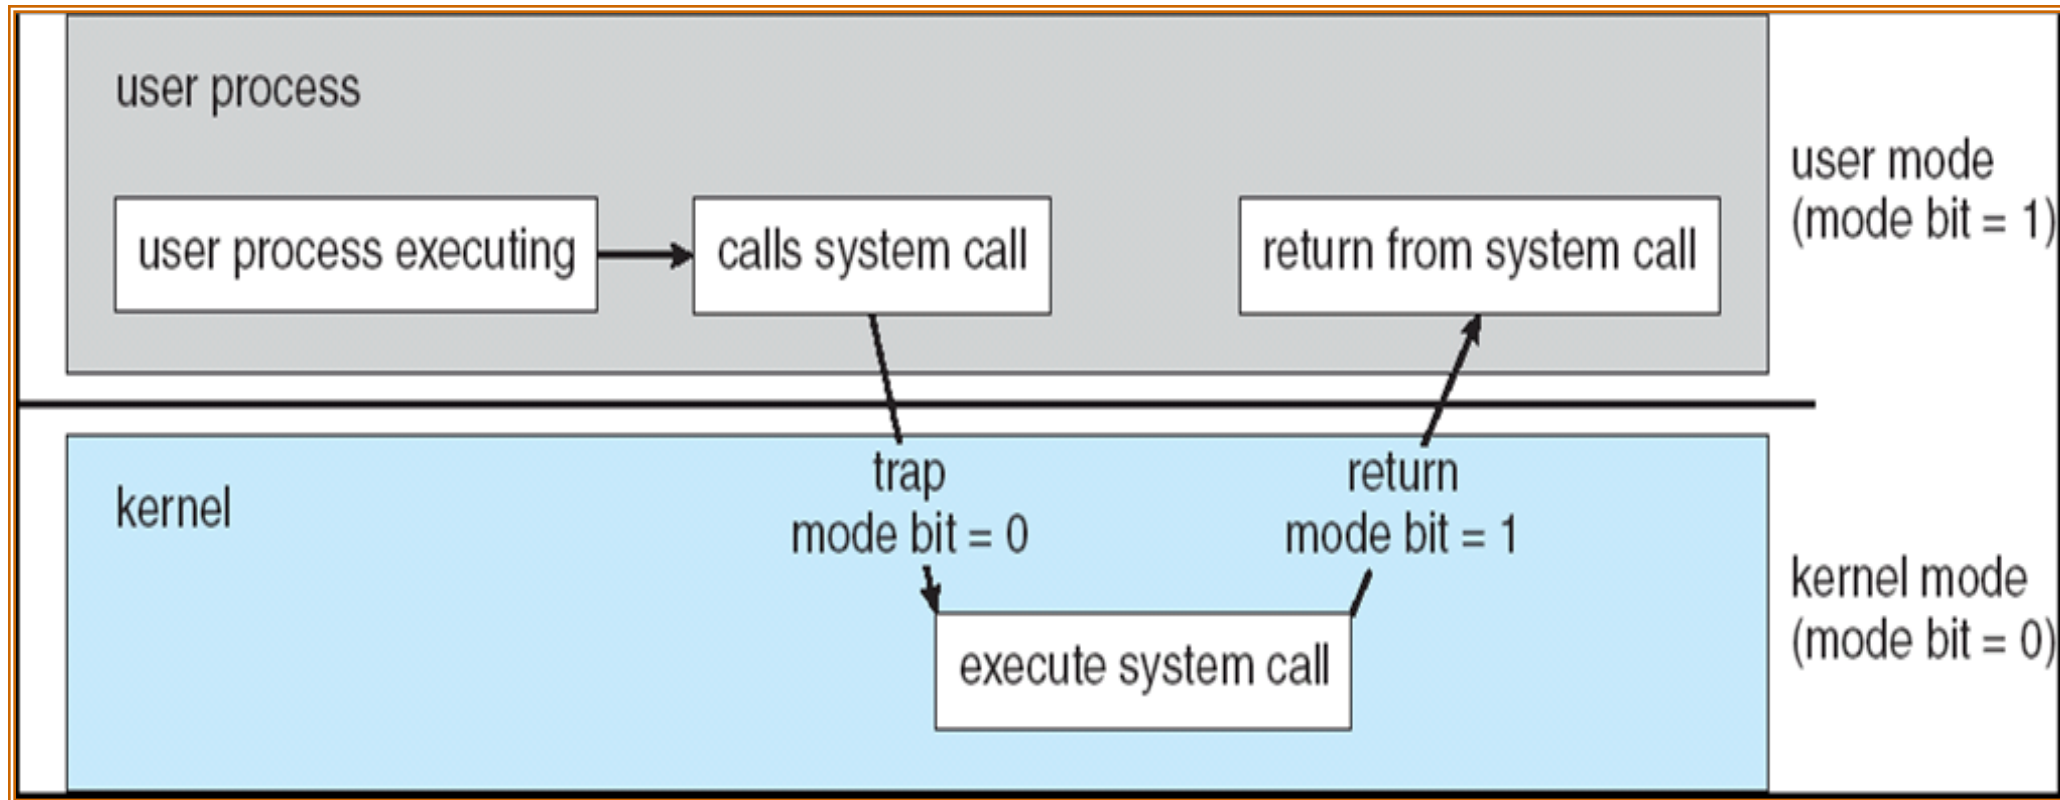 user process
user process executing
calls system call
return from system call
user mode
(mode bit = 1)
kernel
trap
mode bit = 0
return
mode bit = 1
execute system call
kernel mode
(mode bit = 0)